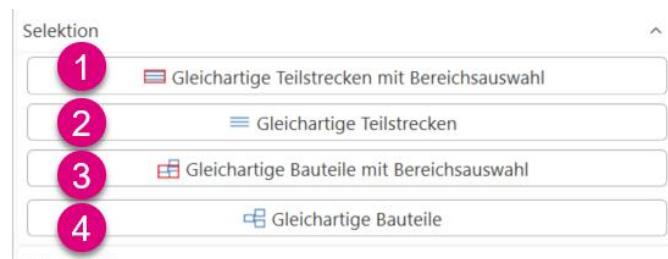 Selektion
1 Gleichartige Teilstrecken mit Bereichsauswahl
2 Gleichartige Teilstrecken
3 Gleichartige Bauteile mit Bereichsauswahl
4 Gleichartige Bauteile